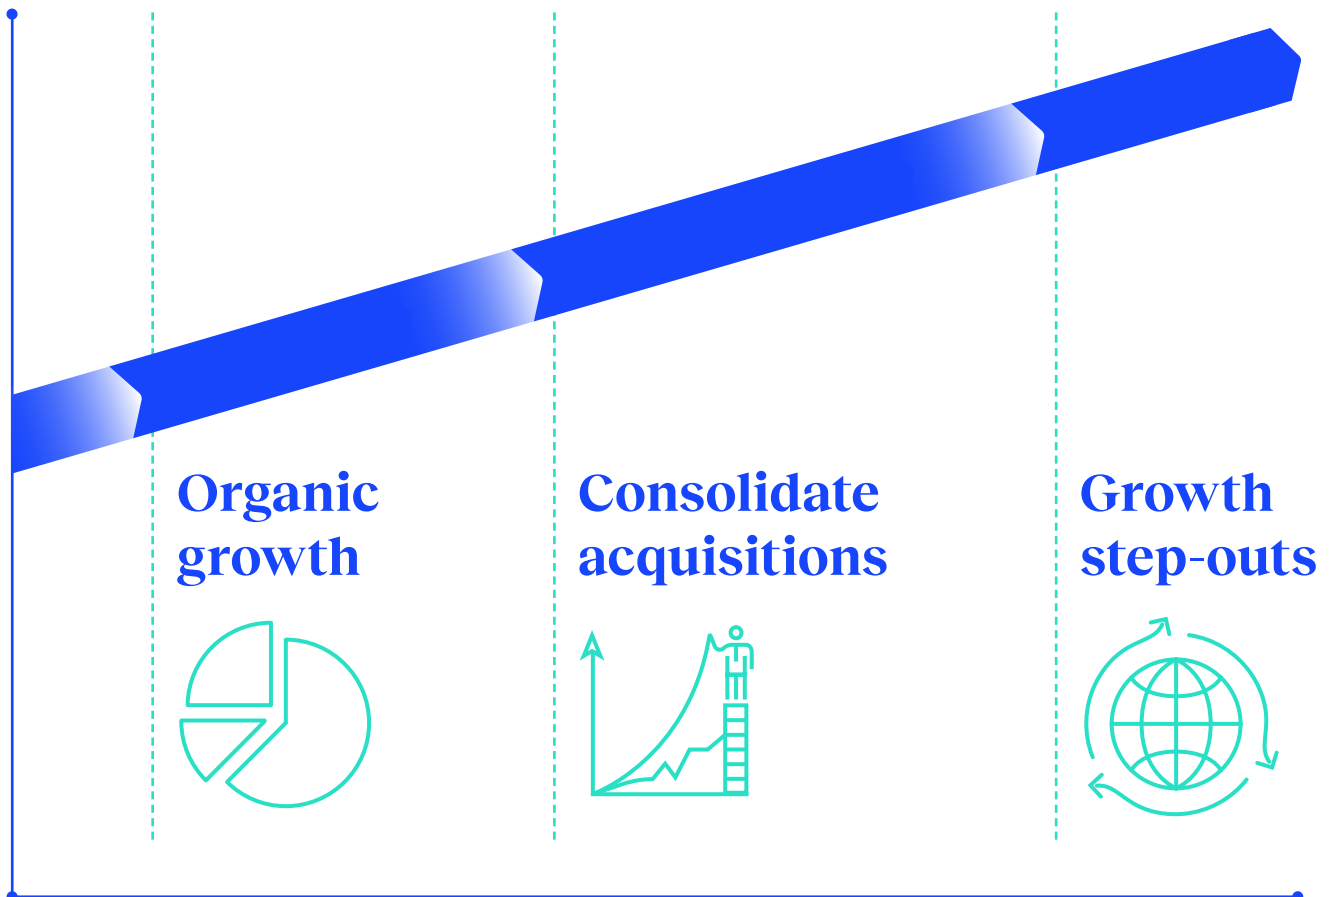 Organic
growth
Consolidate
acquisitions
Growth
step-outs